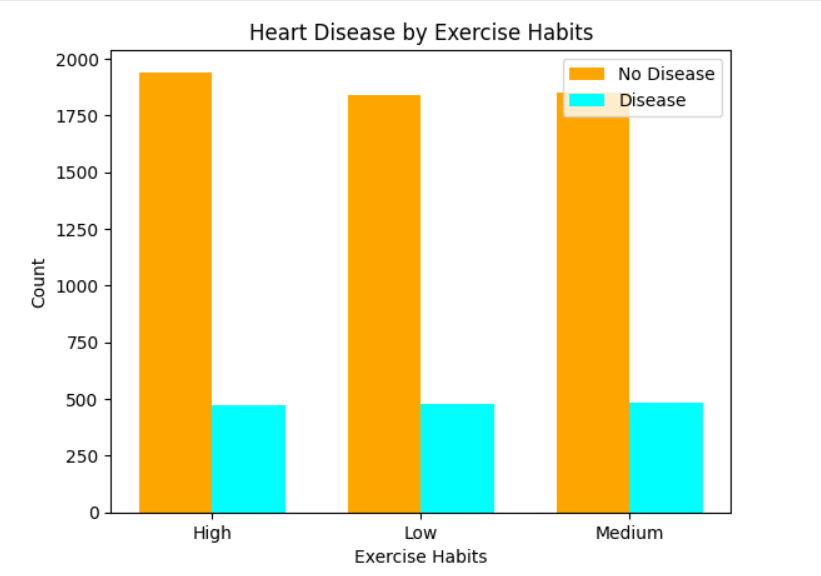 Heart Disease by Exercise Habits
No Disease
Disease
2000
1750
1500
1250
1000
750
500
250
0
Count
High Low Medium
Exercise Habits